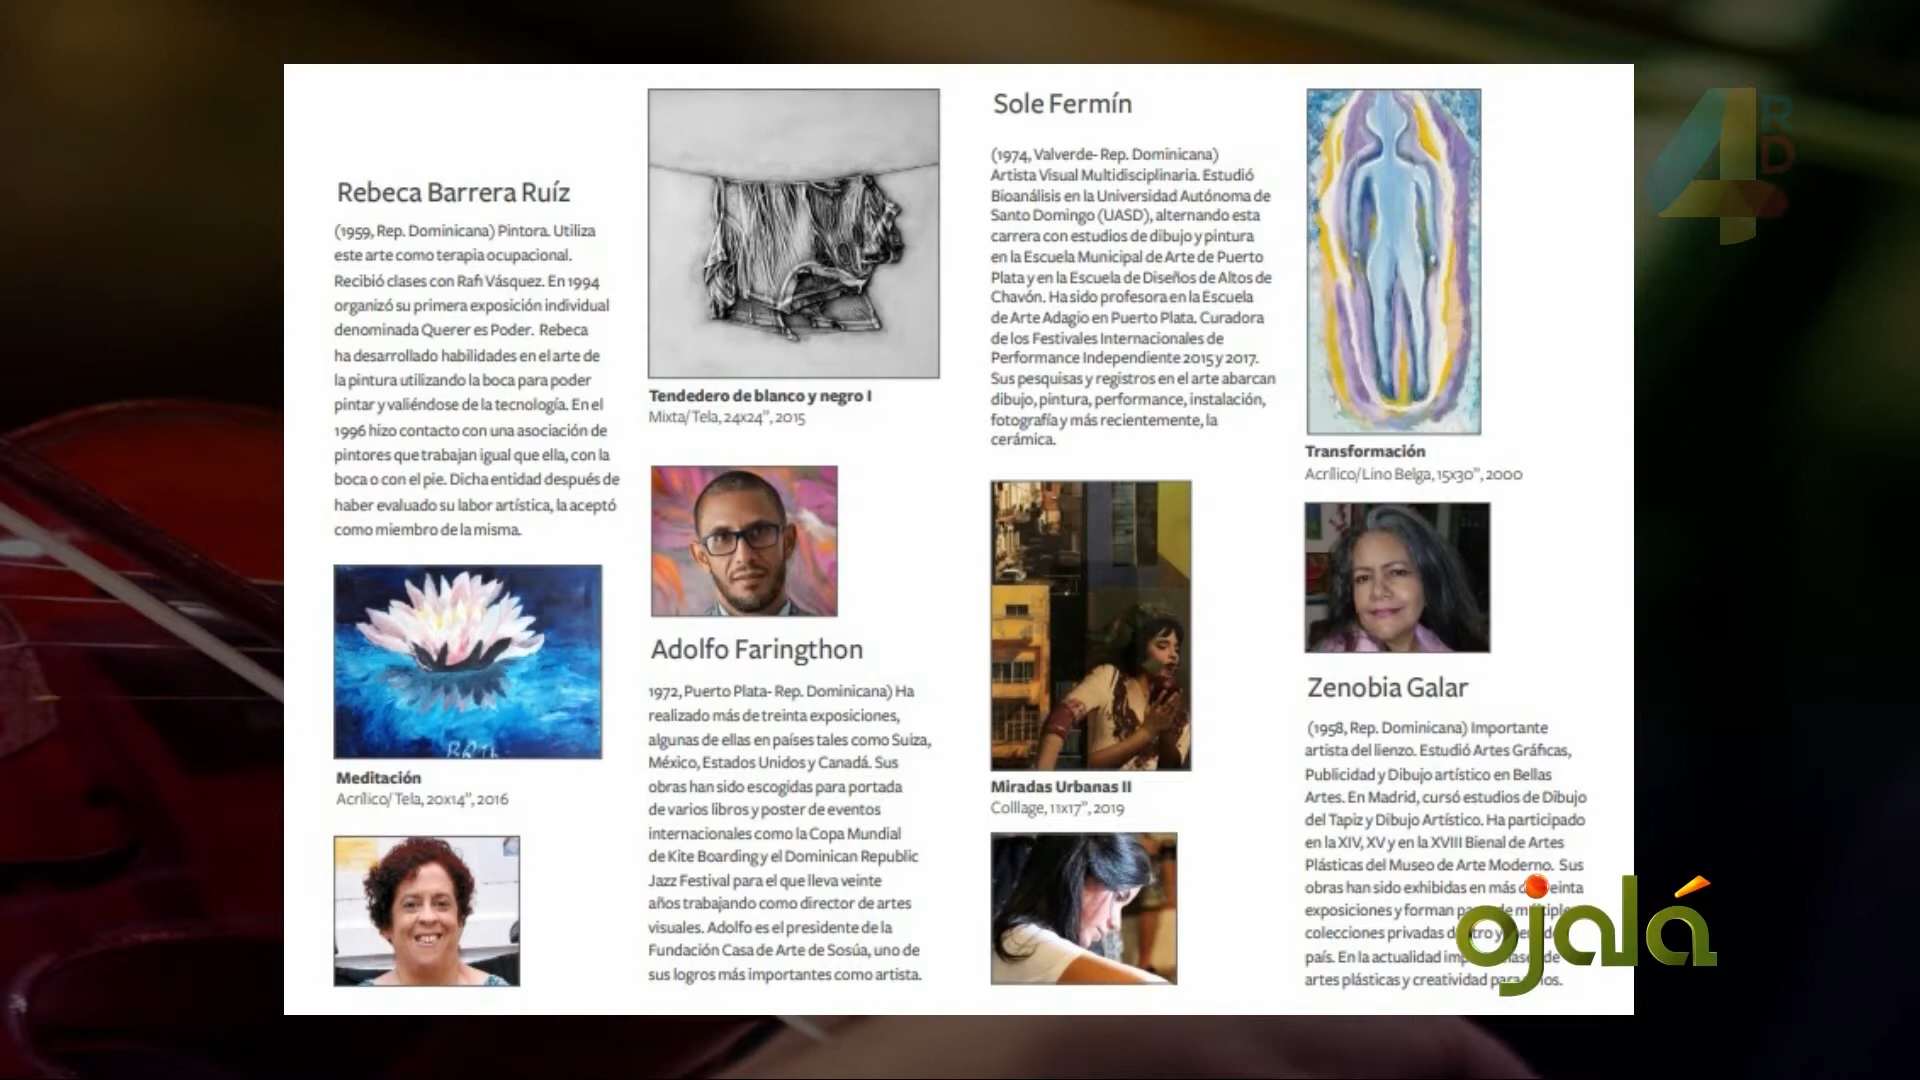 Rebeca Barrera Ruíz
(1959, Rep. Dominicana) Pintora. Utiliza
este arte como terapia ocupacional.
Recibió clases con Rafi Vásquez. En 1994
organizó su primera exposición individual
denominada Querer es Poder. Rebeca
ha desarrollado habilidades en el arte de
la pintura utilizando la boca para poder
pintar y valiéndose de la tecnología. En el
1996 hizo contacto con una asociación de
pintores que trabajan igual que ella, con la
boca o con el pie. Dicha entidad después de
haber evaluado su labor artística, la aceptó
como miembro de la misma.
Meditación
Acrílico/Tela, 20x14”, 2016
Tendedero de blanco y negro I
Mixta/Tela, 24x24”, 2015
Adolfo Faringthon
1972, Puerto Plata- Rep. Dominicana) Ha
realizado más de treinta exposiciones,
algunas de ellas en países tales como Suiza,
México, Estados Unidos y Canadá. Sus
obras han sido escogidas para portada
de varios libros y poster de eventos
internacionales como la Copa Mundial
de Kite Boarding y el Dominican Republic
Jazz Festival para el que lleva veinte
años trabajando como director de artes
visuales. Adolfo es el presidente de la
Fundación Casa de Arte de Sosúa, uno de
sus logros más importantes como artista.
Sole Fermín
(1974, Valverde- Rep. Dominicana)
Artista Visual Multidisciplinaria. Estudió
Bioanálisis en la Universidad Autónoma de
Santo Domingo (UASD), alternando esta
carrera con estudios de dibujo y pintura
en la Escuela Municipal de Arte de Puerto
Plata y en la Escuela de Diseños de Altos de
Chavón. Ha sido profesora en la Escuela
de Arte Adagio en Puerto Plata. Curadora
de los Festivales Internacionales de
Performance Independiente 2015 y 2017.
Sus pesquisas y registros en el arte abarcan
dibujo, pintura, performance, instalación,
fotografía y más recientemente, la
cerámica.
Miradas Urbanas II
Colllage, 11x17”, 2019
Transformación
Acrílico/Lino Belga, 15x30”, 2000
Zenobia Galar
(1958, Rep. Dominicana) Importante
artista del lienzo. Estudió Artes Gráficas,
Publicidad y Dibujo artístico en Bellas
Artes. En Madrid, cursó estudios de Dibujo
del Tapiz y Dibujo Artístico. Ha participado
en la XIV, XV y en la XVIII Bienal de Artes
Plásticas del Museo de Arte Moderno. Sus
obras han sido exhibidas en más
exposiciones y forman
colecciones privadas
país. En la actualidad de
artes plásticas y creatividad
4
RD
ojalá